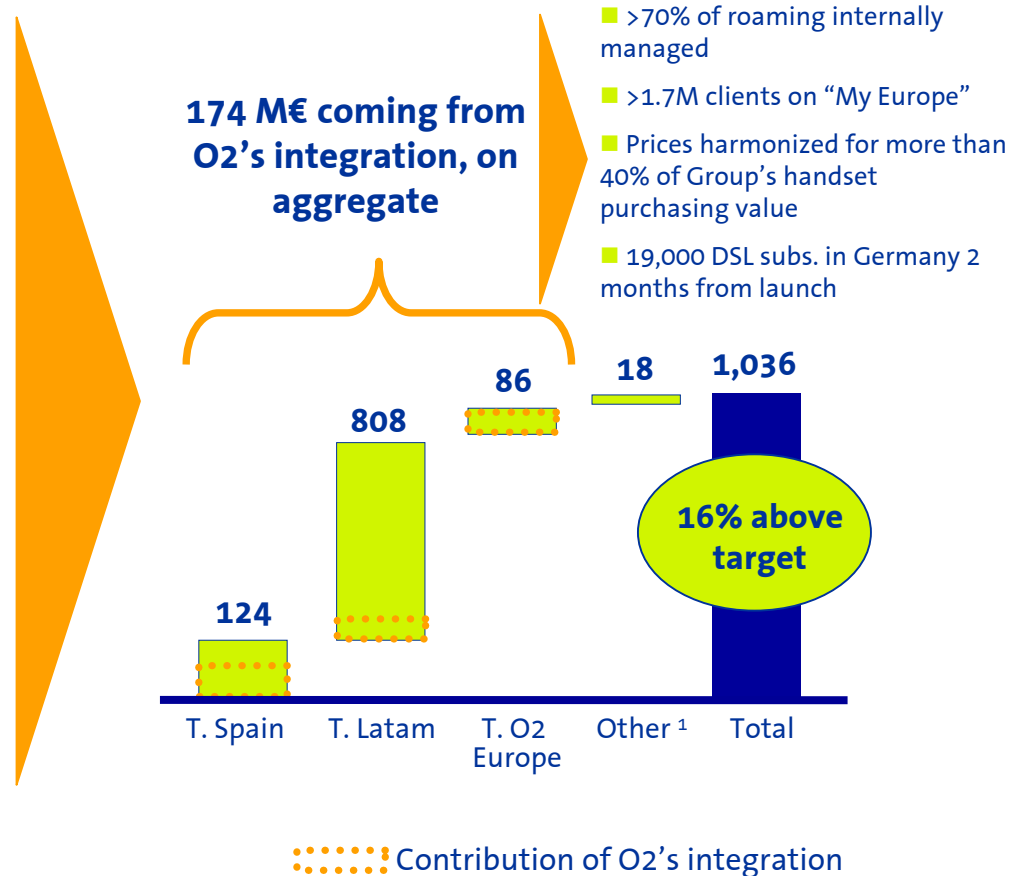 174 M€ coming from
O2's integration, on
aggregate
>70% of roaming internally
managed
>1.7M clients on “My Europe”
Prices harmonized for more than
40% of Group's handset
purchasing value
19,000 DSL subs. in Germany 2
months from launch
124
808
86
18
1,036
16% above
target
T. Spain
T. Latam
T. O2
Europe
Other ¹
Total
Contribution of O2's integration